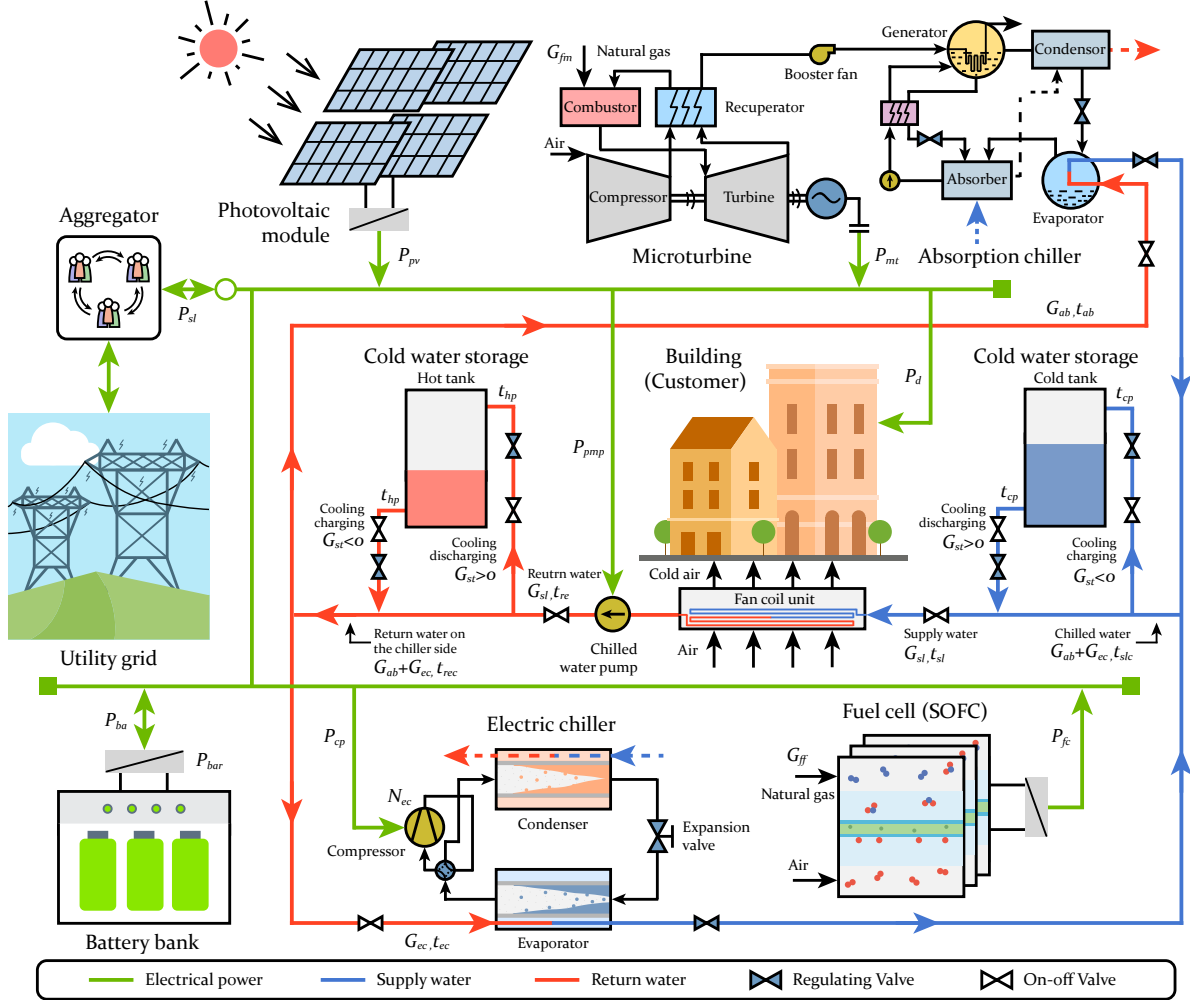 G_fm
Natural gas
Generator
Condensor
Booster fan
Combustor
Recuperator
Air
Compressor
Turbine
Absorber
Evaporator
Photovoltaic
module
Microturbine
Absorption chiller
Aggregator
P_pv
P_mt
P_sl
G_ab,t_ab
Cold water storage
Hot tank
t_hp
Building
(Customer)
P_d
Cold water storage
Cold tank
t_cp
P_pmp
t_hp
Cooling
charging
G_st<0
Cooling
discharging
G_st>0
t_cp
Cooling
discharging
G_st>0
Cooling
charging
G_st<0
Reutrn water
G_sl,t_re
Cold air
Fan coil unit
Air
Chilled
water pump
Return water on
the chiller side
G_ab+G_ec, t_rec
Supply water
G_sl,t_sl
Chilled water
G_ab+G_ec,t_slc
Utility grid
P_ba
P_bar
Battery bank
P_cp
Electric chiller
N_ec
Compressor
Condenser
Expansion
valve
Evaporator
G_ec,t_ec
Fuel cell (SOFC)
G_ff
Natural gas
Air
P_fc
Electrical power
Supply water
Return water
Regulating Valve
On-off Valve